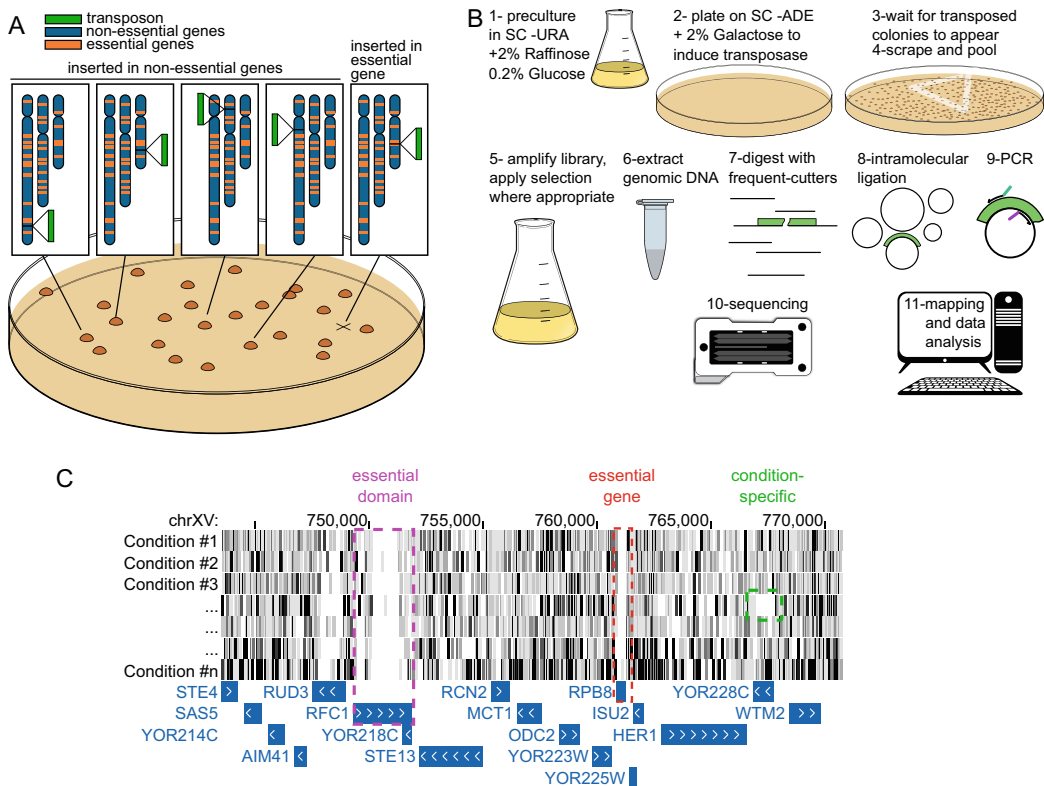 A
transposon
non-essential genes
essential genes
inserted in non-essential genes
inserted in
essential
gene
B
1- preculture
in SC -URA
+2% Raffinose
0.2% Glucose
2- plate on SC -ADE
+ 2% Galactose to
induce transposase
3-wait for transposed
colonies to appear
4-scrape and pool
5- amplify library,
apply selection
where appropriate
6-extract
genomic DNA
7-digest with
frequent-cutters
8-intramolecular
ligation
9-PCR
10-sequencing
11-mapping
and data
analysis
C
essential
domain
essential
gene
condition-
specific
chrXV:
750,000
755,000
760,000
765,000
770,000
Condition #1
Condition #2
Condition #3
...
...
...
Condition #n
STE4
RUD3
RCN2
RPB8
YOR228C
SAS5
RFC1
MCT1
ISU2
WTM2
YOR214C
YOR218C
ODC2
HER1
AIM41
STE13
YOR223W
YOR225W